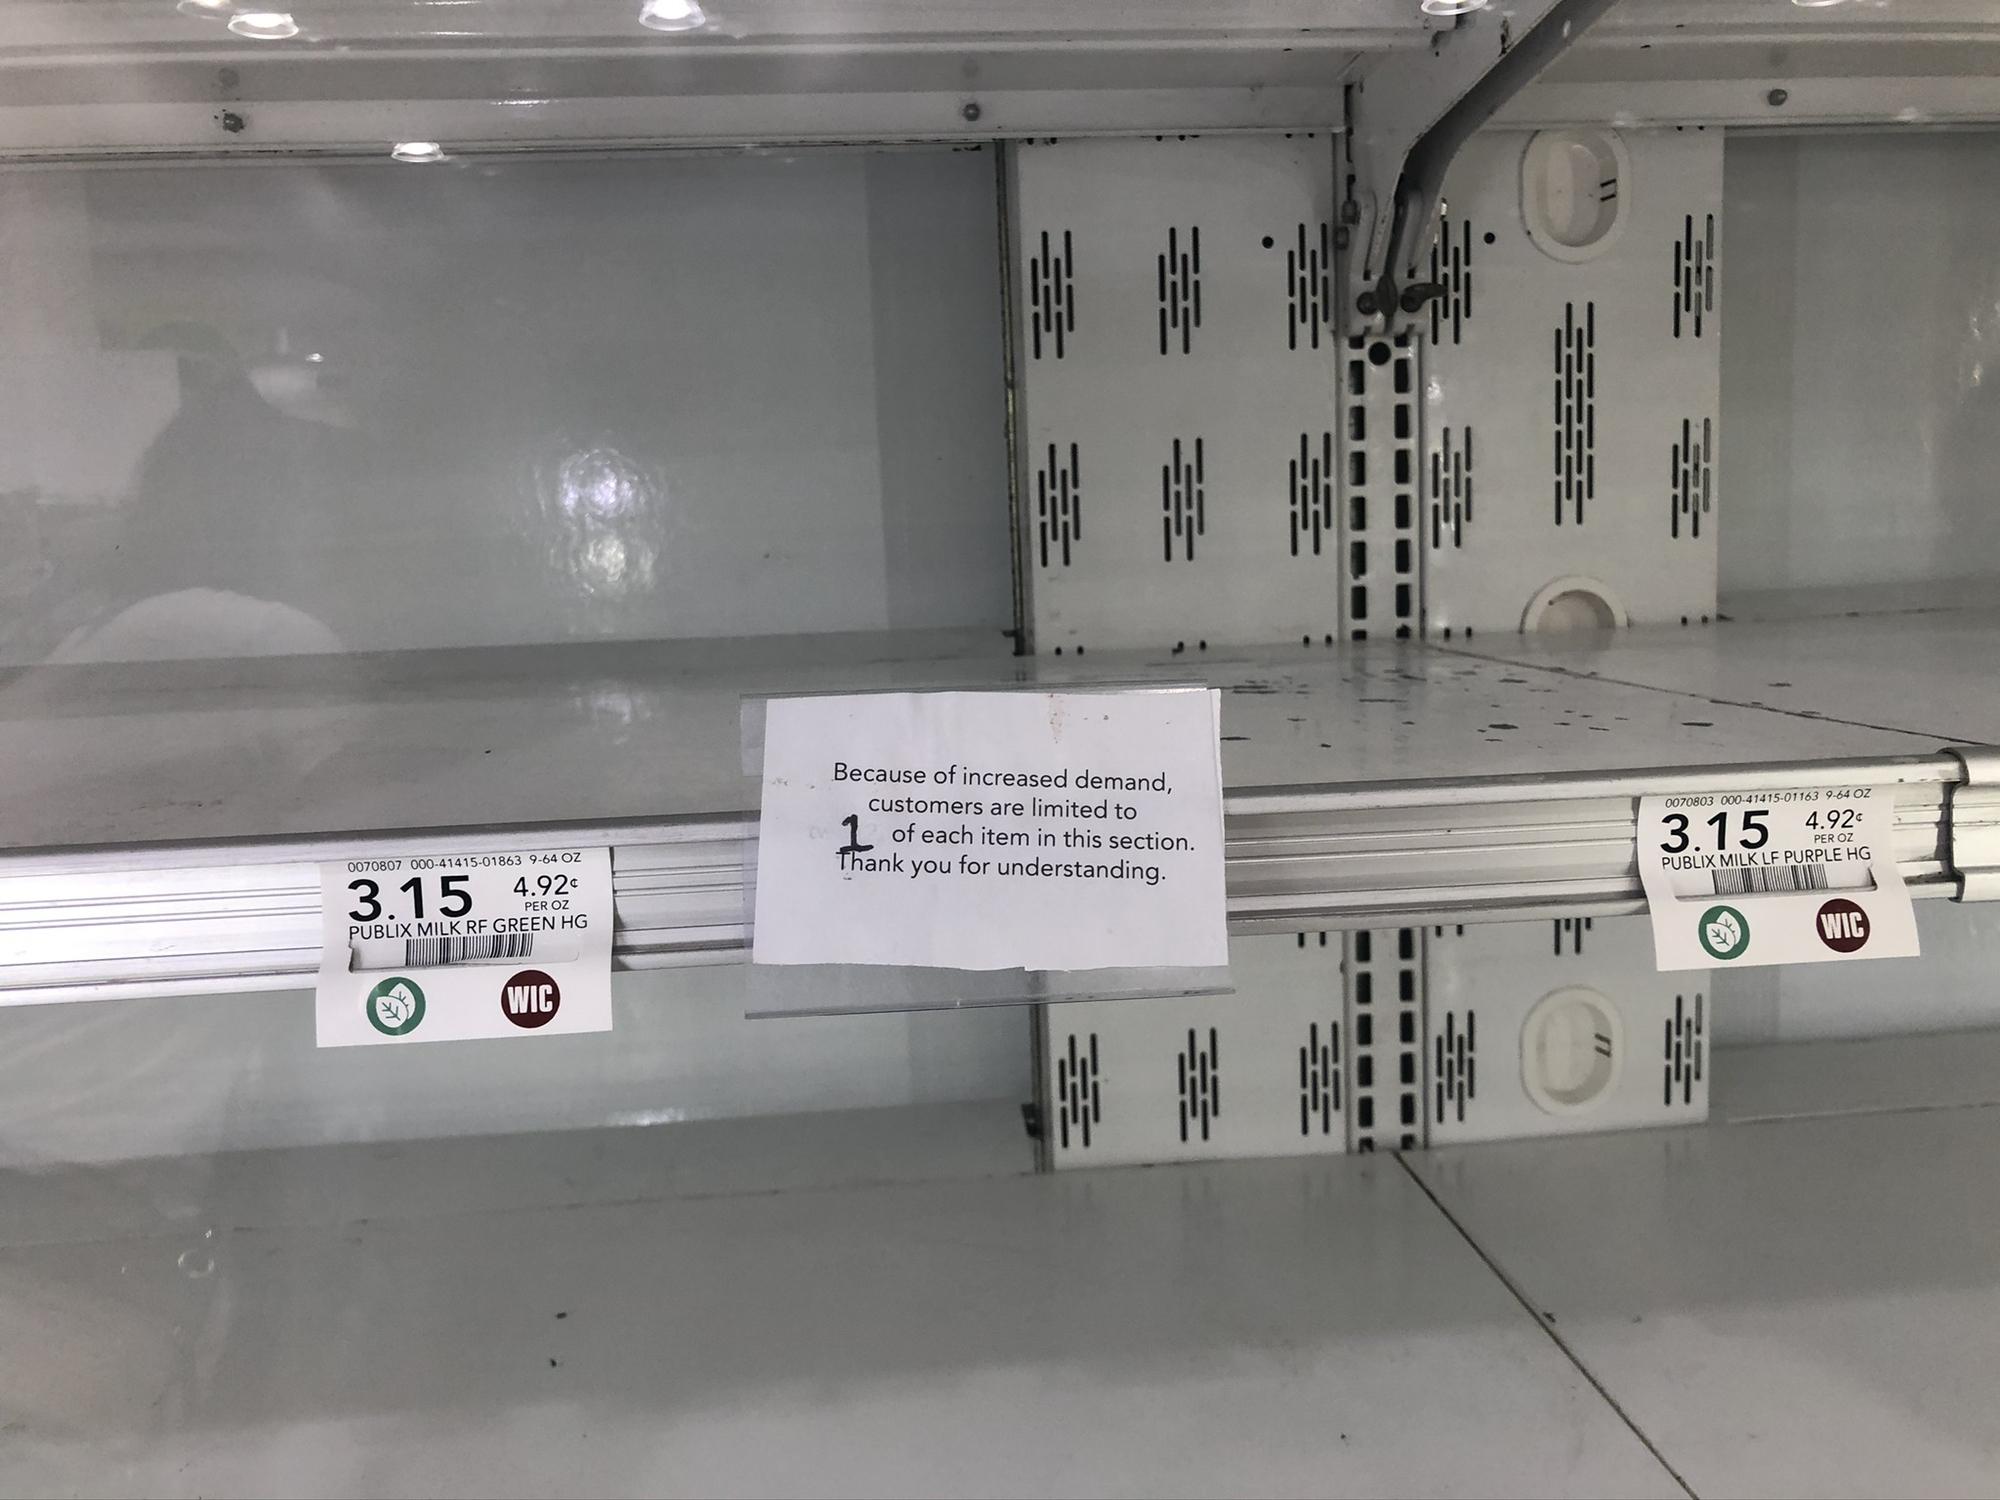 Because of increased demand,
customers are limited to
1 of each item in this section.
Thank you for understanding.
0070807 000-41415-01863 9-64 OZ
3.15 4.92¢
PER OZ
PUBLIX MILK RF GREEN HG
WIC
0070803 000-41415-01163 9-64 OZ
3.15 4.92¢
PER OZ
PUBLIX MILK LF PURPLE HG
WIC